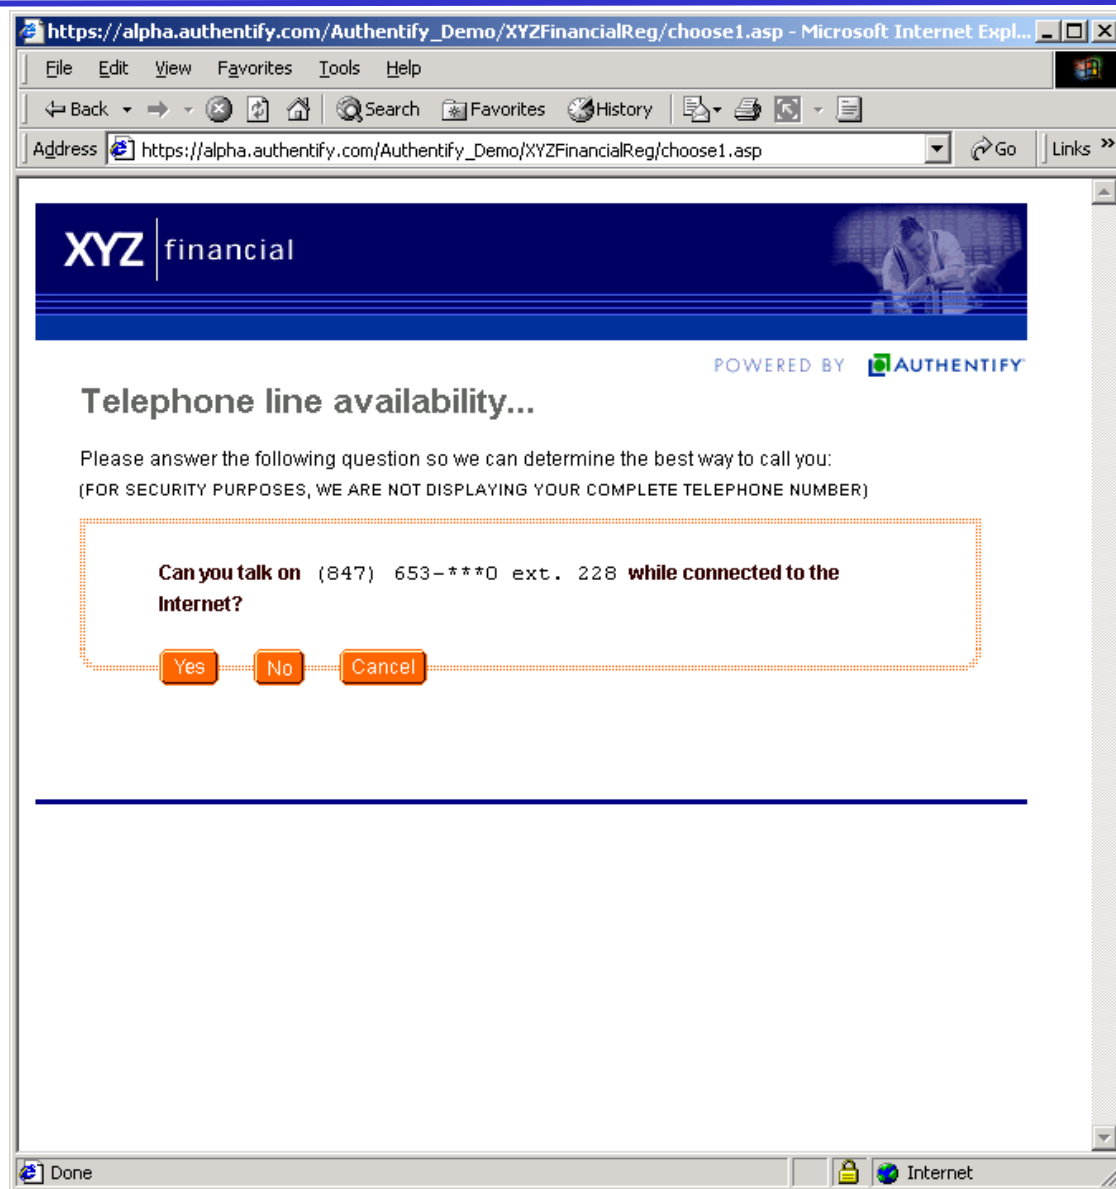 https://alpha.authentify.com/Authentify_Demo/XYZFinancialReg/choose1.asp - Microsoft Internet Expl...
File Edit View Favorites Tools Help
Back Search Favorites History
Address https://alpha.authentify.com/Authentify_Demo/XYZFinancialReg/choose1.asp Go Links »
XYZ financial
POWERED BY AUTHENTIFY
Telephone line availability...
Please answer the following question so we can determine the best way to call you:
(FOR SECURITY PURPOSES, WE ARE NOT DISPLAYING YOUR COMPLETE TELEPHONE NUMBER)
Can you talk on (847) 653-***0 ext. 228 while connected to the
Internet?
Yes No Cancel
Done Internet